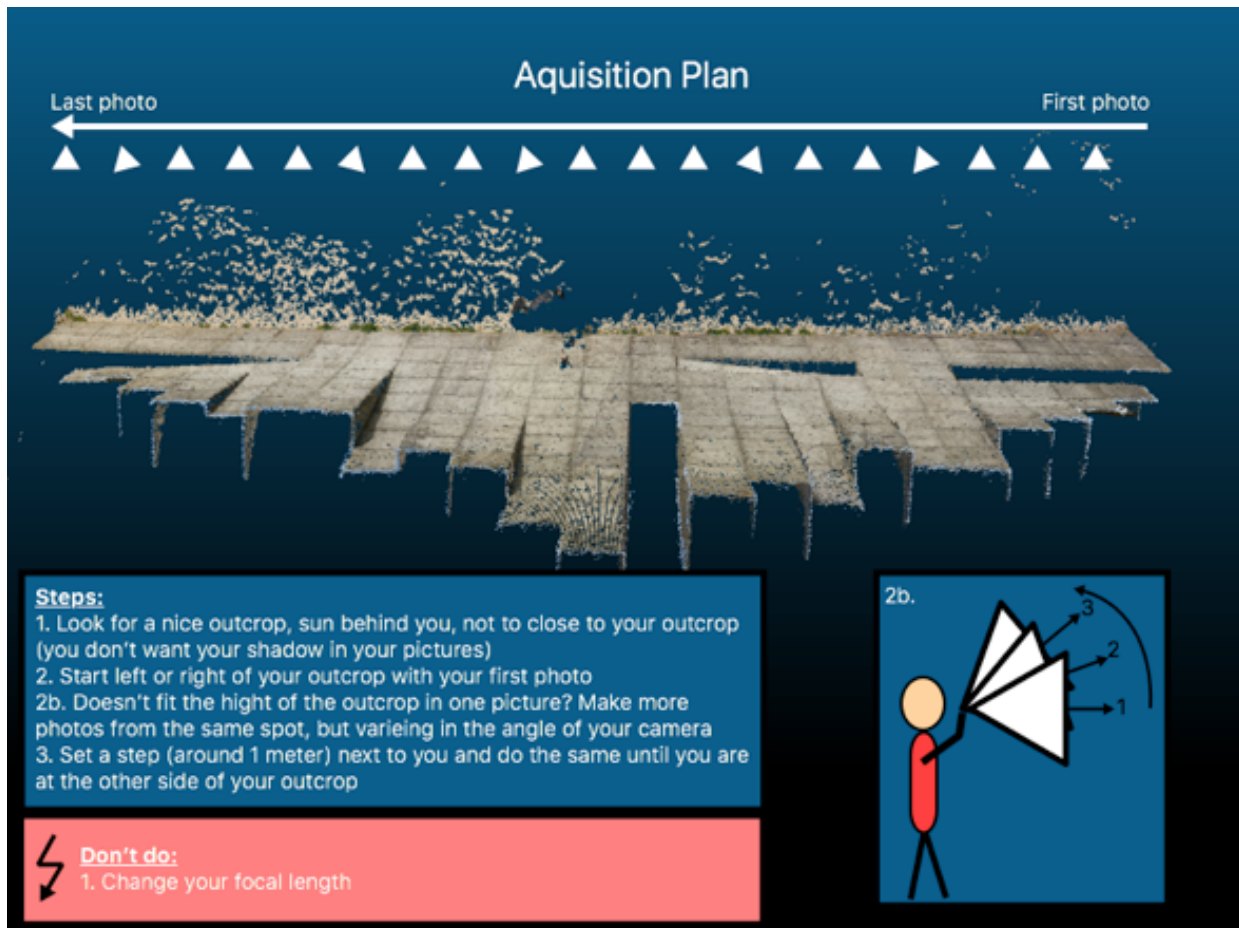 Aquisition Plan
Last photo
First photo
Steps:
1. Look for a nice outcrop, sun behind you, not to close to your outcrop
(you don't want your shadow in your pictures)
2. Start left or right of your outcrop with your first photo
2b. Doesn't fit the hight of the outcrop in one picture? Make more
photos from the same spot, but varieing in the angle of your camera
3. Set a step (around 1 meter) next to you and do the same until you are
at the other side of your outcrop
Don't do:
1. Change your focal length
2b.
3
2
1